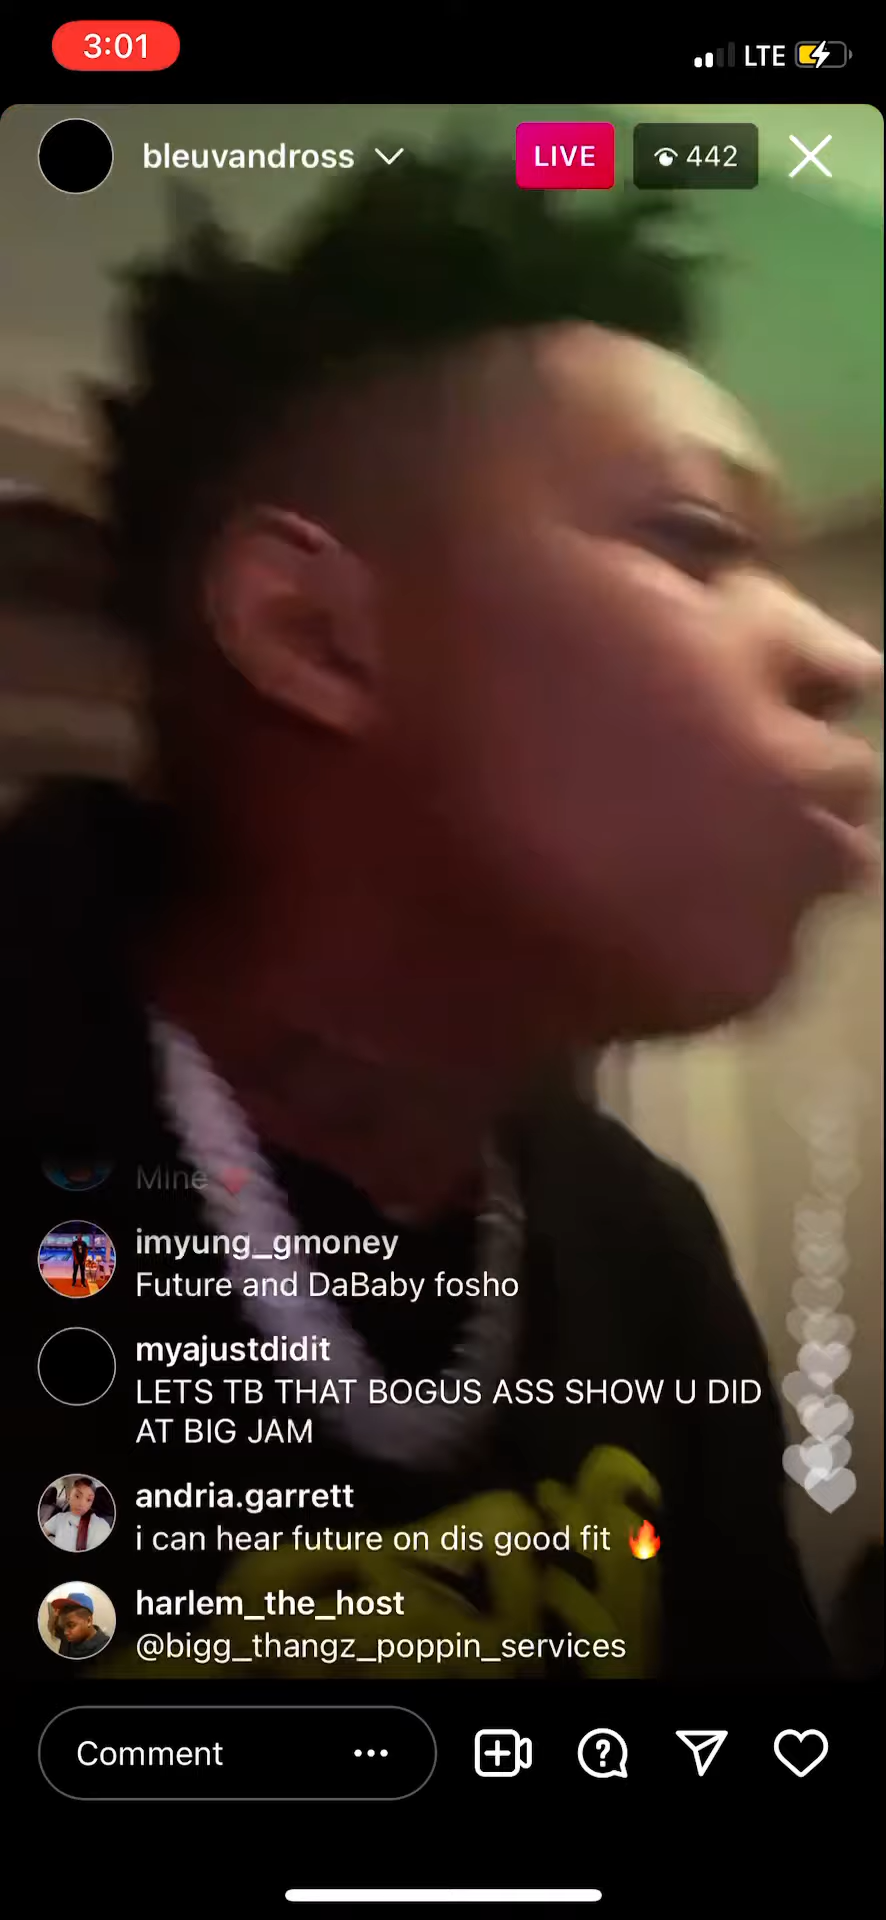 3:01
LTE
bleuvandross
LIVE
442
Mine
imyung_gmoney
Future and DaBaby fosho
myajustdidit
LETS TB THAT BOGUS ASS SHOW U DID
AT BIG JAM
andria.garrett
i can hear future on dis good fit 🔥
harlem_the_host
@bigg_thangz_poppin_services
Comment